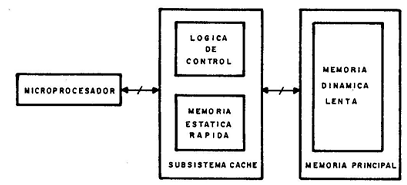 LOGICA
DE
CONTROL
MICROPROCESADOR
MEMORIA
ESTATICA
RAPIDA
SUBSISTEMA CACHE
MEMORIA
DINAMICA
LENTA
MEMORIA PRINCIPAL